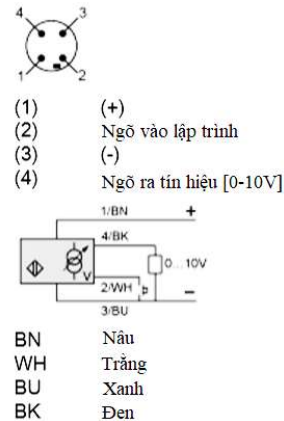 4 3
1 2
(1) (+)
(2) Ngõ vào lập trình
(3) (-)
(4) Ngõ ra tín hiệu [0-10V]
1/BN +
4/BK
0...10V
V
2/WH
3/BU −
BN Nâu
WH Trắng
BU Xanh
BK Đen